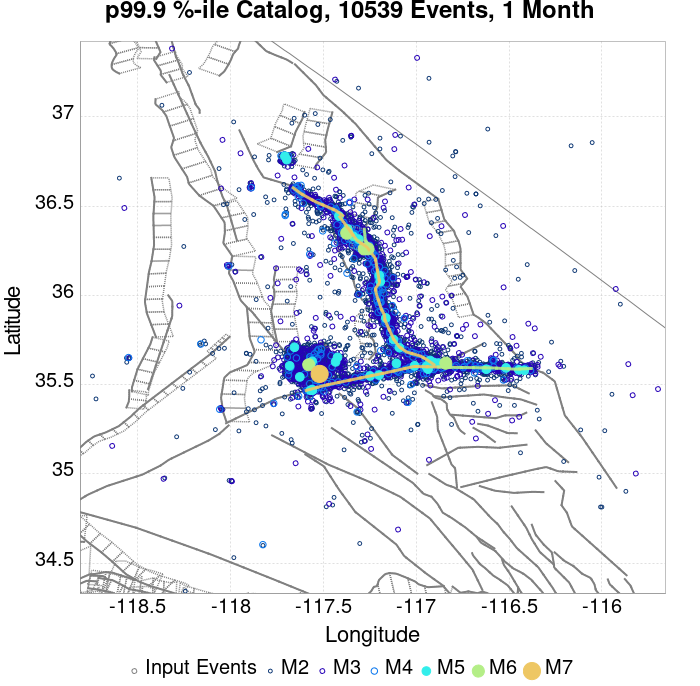 p99.9 %-ile Catalog, 10539 Events, 1 Month
37
36.5
36
35.5
35
34.5
Latitude
-118.5 -118 -117.5 -117 -116.5 -116
Longitude
Input Events M2 M3 M4 M5 M6 M7